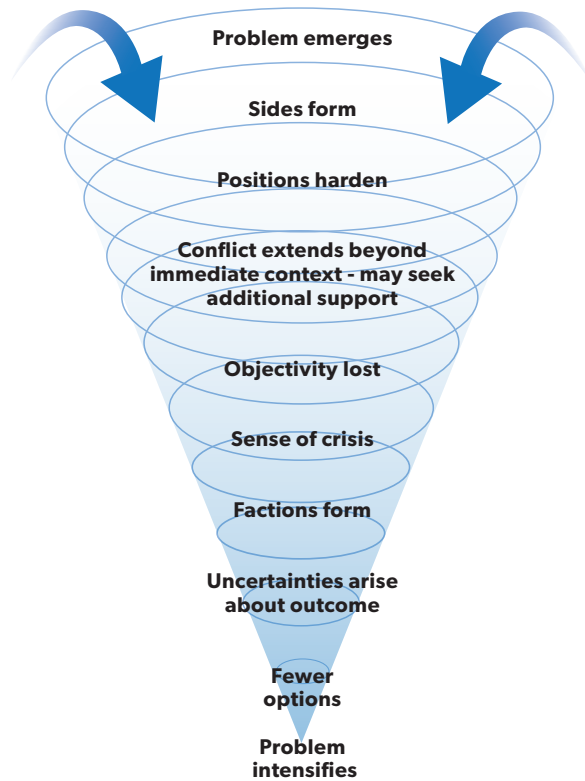 Problem emerges
Sides form
Positions harden
Conflict extends beyond
immediate context - may seek
additional support
Objectivity lost
Sense of crisis
Factions form
Uncertainties arise
about outcome
Fewer
options
Problem
intensifies